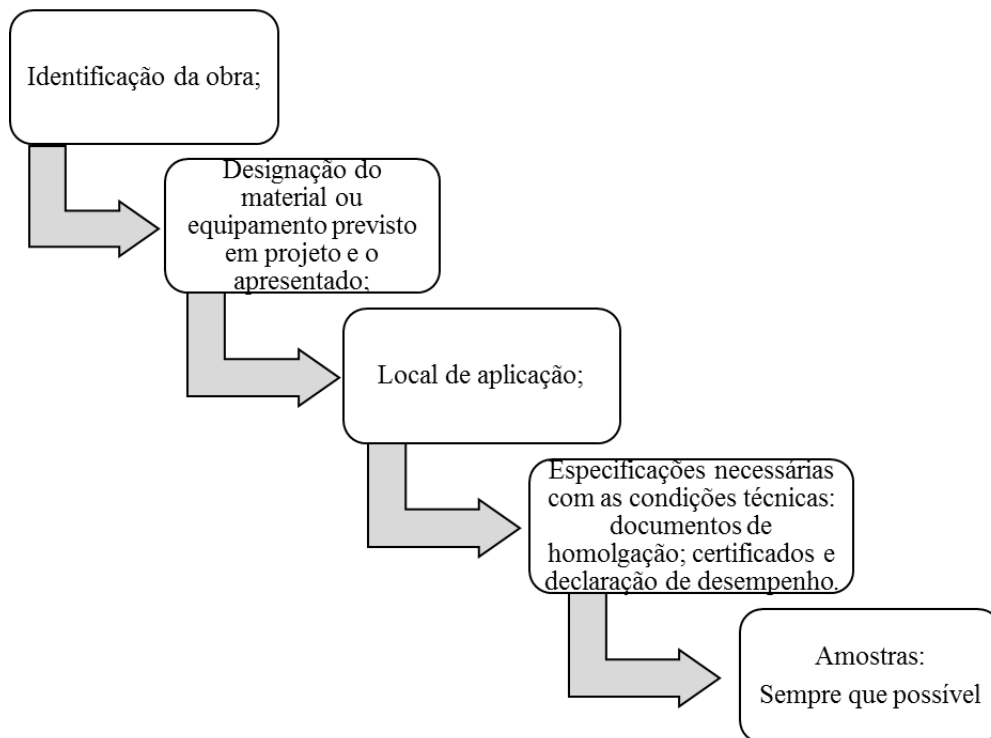 Identificação da obra;
Designação do
material ou
equipamento previsto
em projeto e o
apresentado;
Local de aplicação;
Especificações necessárias
com as condições técnicas:
documentos de
homolgação; certificados e
declaração de desempenho.
Amostras:
Sempre que possível